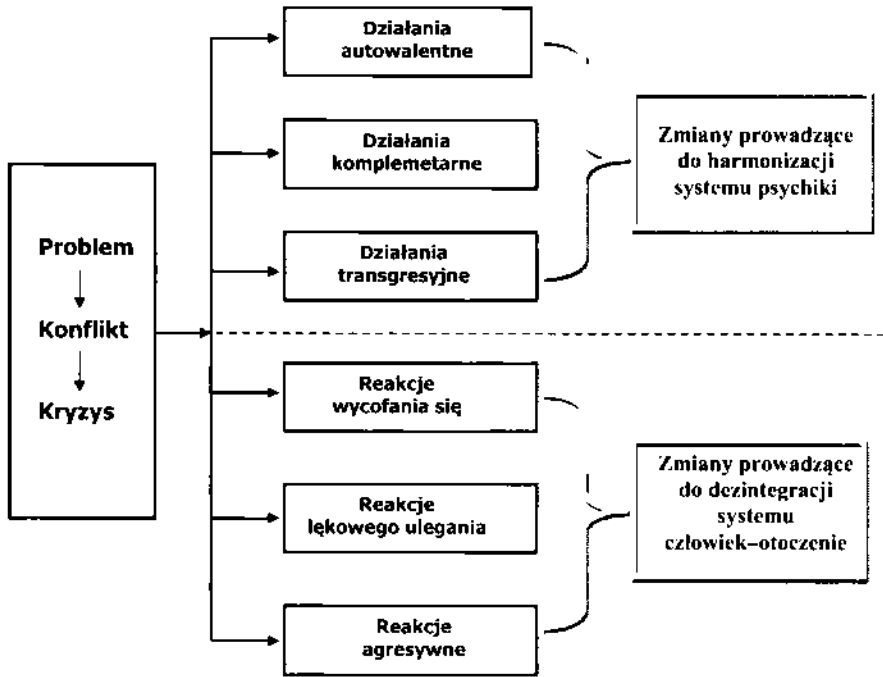 Problem
Konflikt
Kryzys
Działania
autowalentne
Działania
komplemetarne
Działania
transgresyjnę
Reakcje
wycofania się
Reakcje
lękowego ulegania
Reakcje
agresywne
Zmiany prowadzące
do harmonizacji
systemu psychiki
Zmiany prowadzące
do dezintegracji
systemu
człowiek–otoczenie